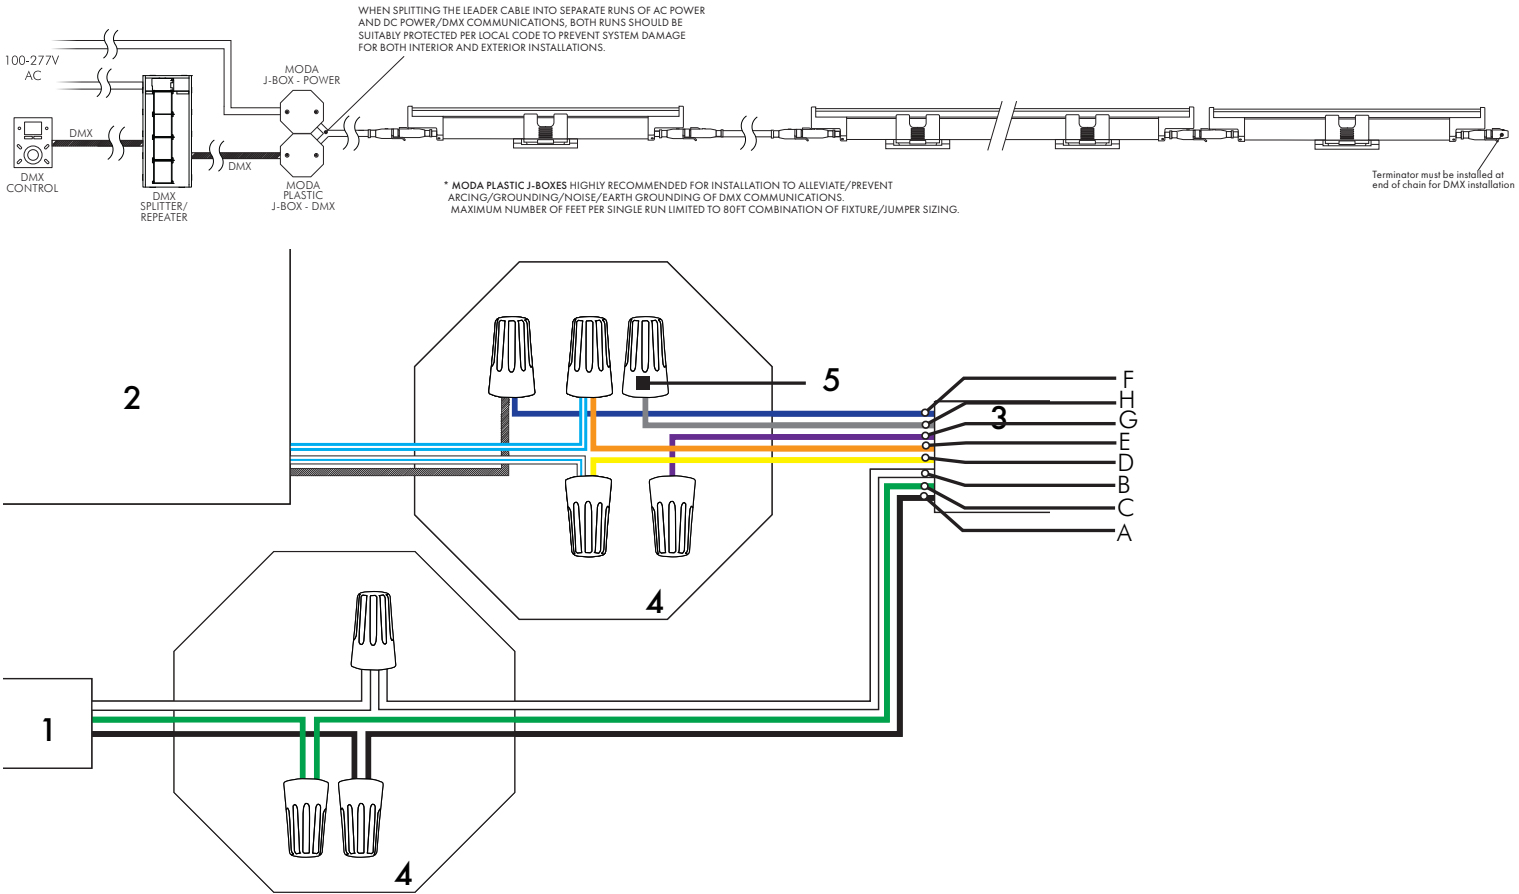 WHEN SPLITTING THE LEADER CABLE INTO SEPARATE RUNS OF AC POWER
AND DC POWER/DMX COMMUNICATIONS, BOTH RUNS SHOULD BE
SUITABLY PROTECTED PER LOCAL CODE TO PREVENT SYSTEM DAMAGE
FOR BOTH INTERIOR AND EXTERIOR INSTALLATIONS.
100-277V
AC
MODA
J-BOX - POWER
DMX
DMX
CONTROL
DMX
SPLITTER/
REPEATER
DMX
MODA
PLASTIC
J-BOX - DMX
Terminator must be installed at
end of chain for DMX installation
* MODA PLASTIC J-BOXES HIGHLY RECOMMENDED FOR INSTALLATION TO ALLEVIATE/PREVENT
ARCING/GROUNDING/NOISE/EARTH GROUNDING OF DMX COMMUNICATIONS.
MAXIMUM NUMBER OF FEET PER SINGLE RUN LIMITED TO 80FT COMBINATION OF FIXTURE/JUMPER SIZING.
2
5
3
F
H
G
E
D
B
C
A
4
1
4